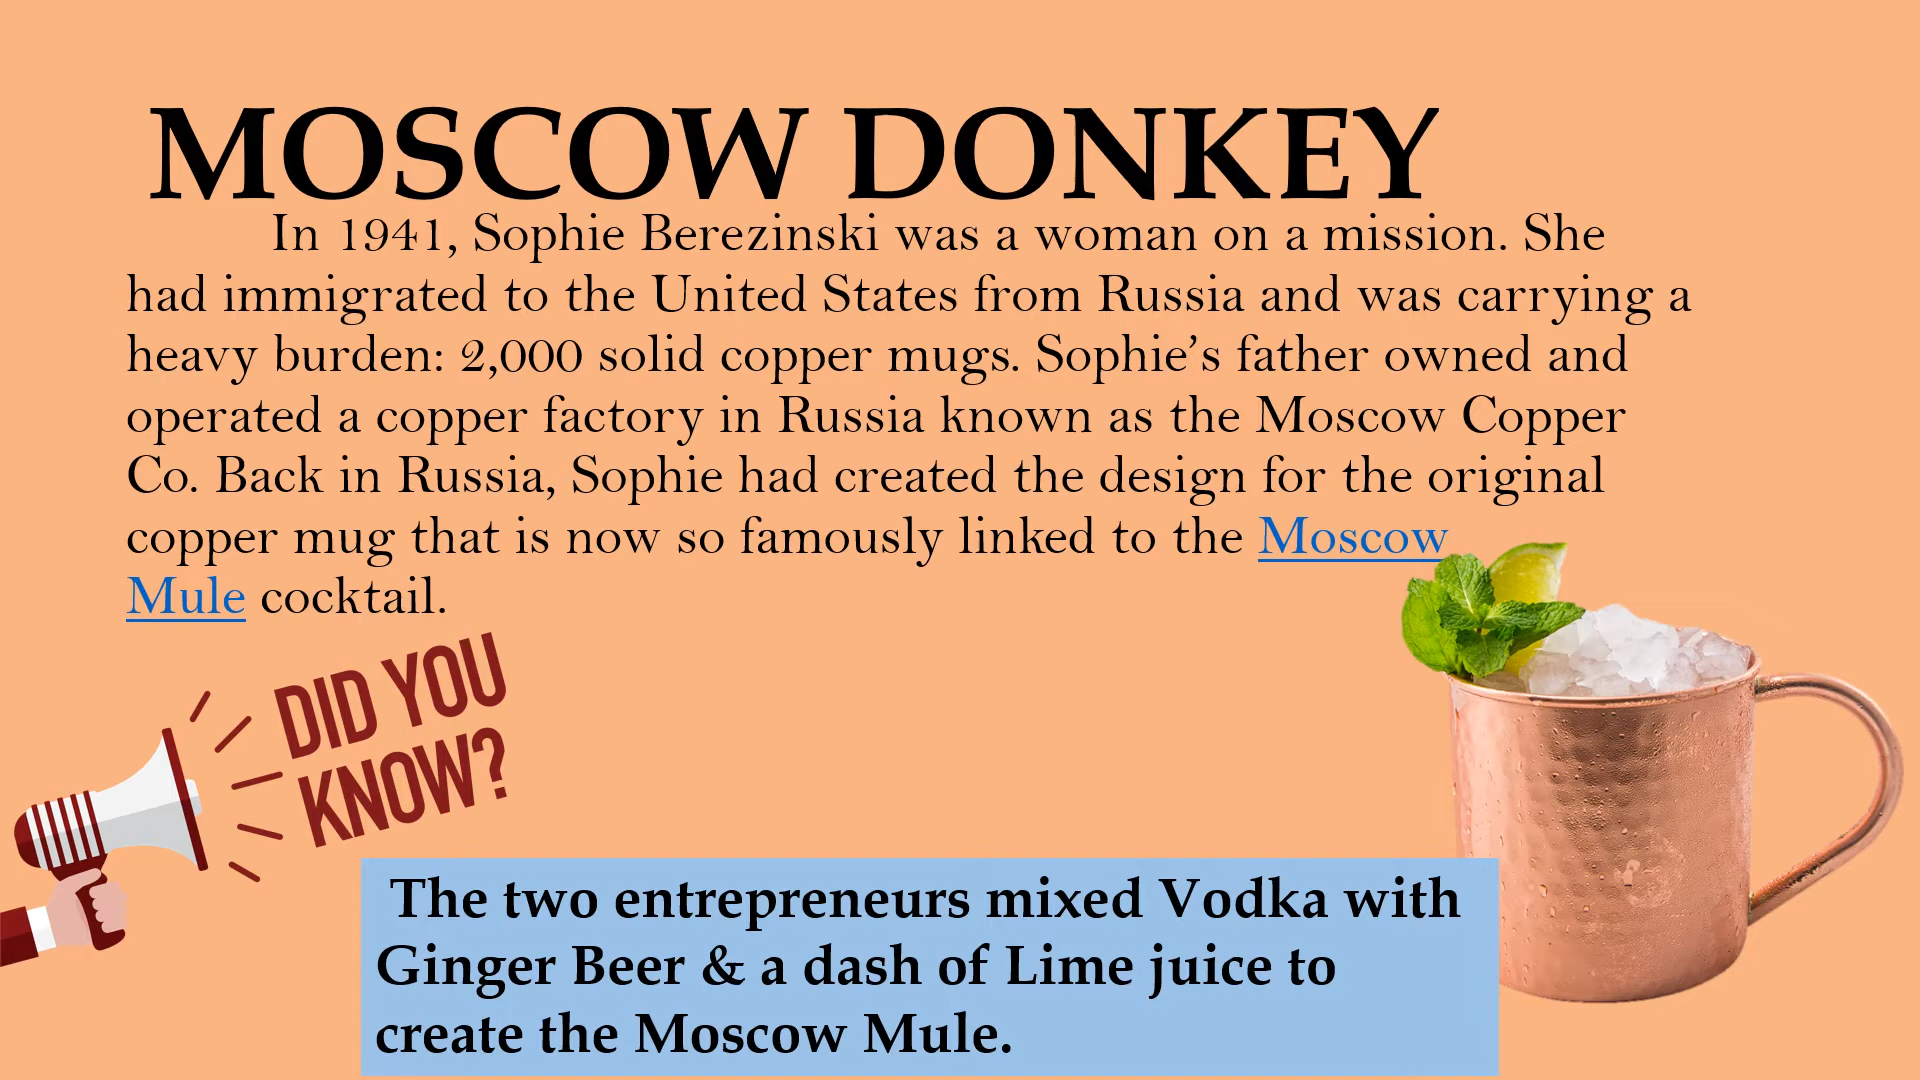 MOSCOW DONKEY
In 1941, Sophie Berezinski was a woman on a mission. She
had immigrated to the United States from Russia and was carrying a
heavy burden: 2,000 solid copper mugs. Sophie’s father owned and
operated a copper factory in Russia known as the Moscow Copper
Co. Back in Russia, Sophie had created the design for the original
copper mug that is now so famously linked to the Moscow
Mule cocktail.
DID YOU
KNOW?
The two entrepreneurs mixed Vodka with
Ginger Beer & a dash of Lime juice to
create the Moscow Mule.